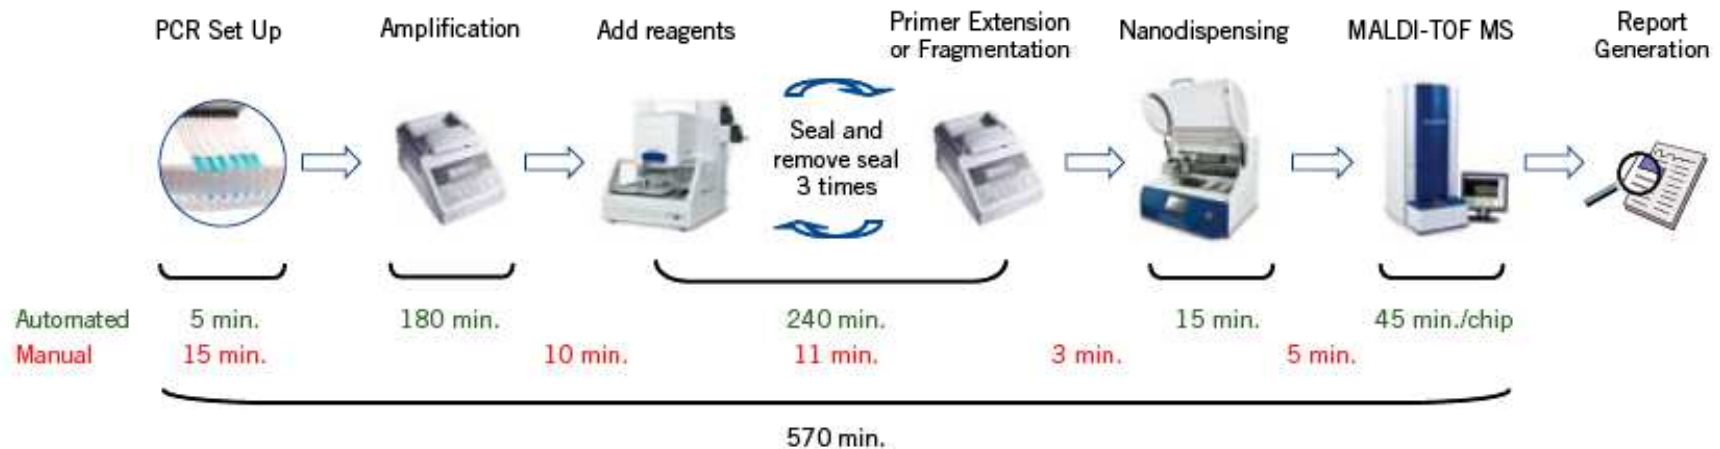 PCR Set Up
Amplification
Add reagents
Primer Extension
or Fragmentation
Nanodispensing
MALDI-TOF MS
Report
Generation
Seal and
remove seal
3 times
Automated 5 min. 180 min. 240 min. 15 min. 45 min./chip
Manual 15 min. 10 min. 11 min. 3 min. 5 min.
570 min.